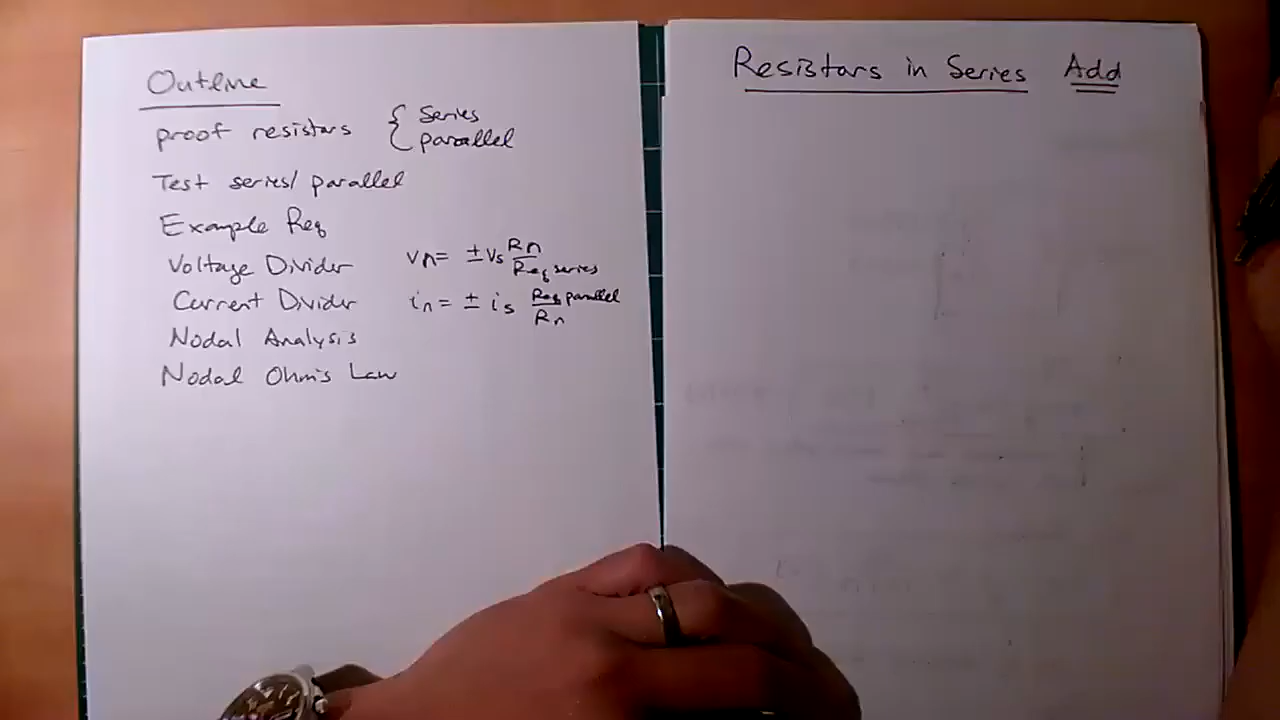 Outline
proof resistors { Series
parallel
Test series/parallel
Example Req
Voltage Divider vn = ± vs Rn/Req series
Current Divider in = ± is Req parallel/Rn
Nodal Analysis
Nodal Ohm's Law
Resistors in Series Add